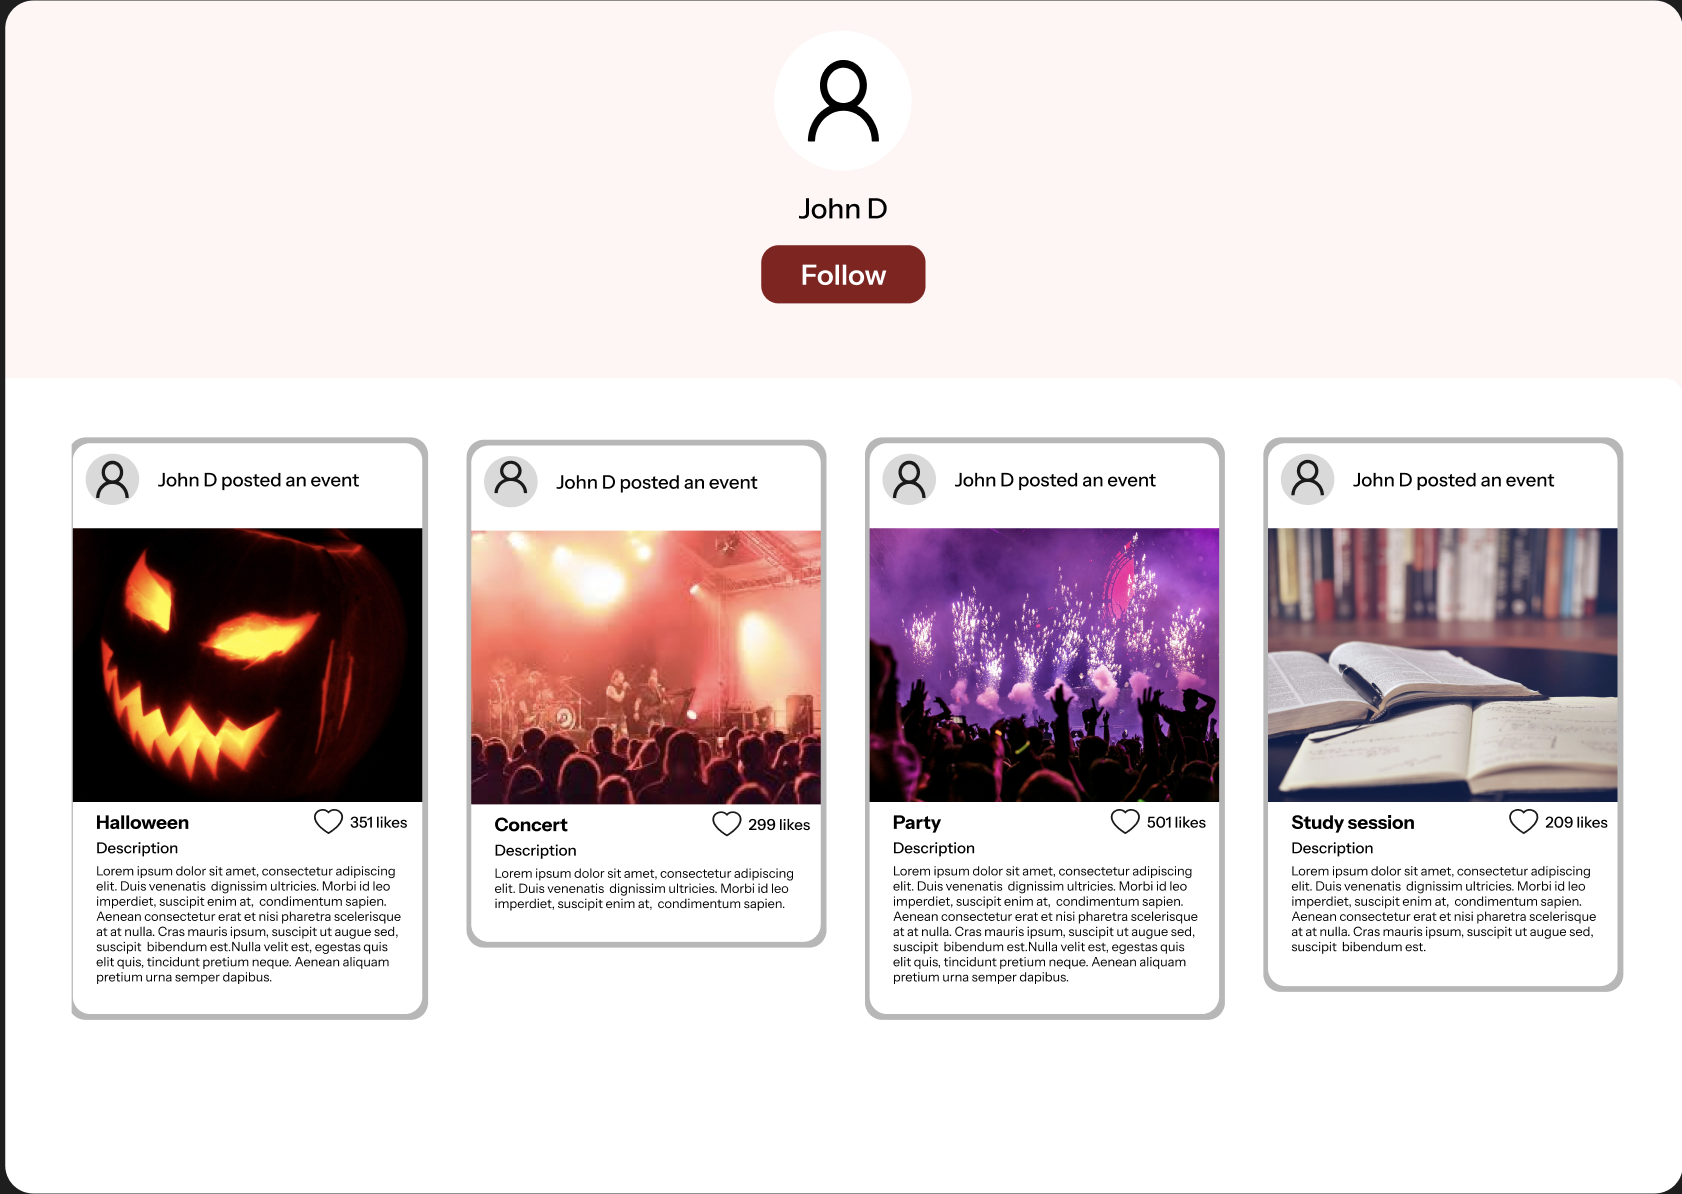 John D
Follow
John D posted an event
Halloween
351 likes
Description
Lorem ipsum dolor sit amet, consectetur adipiscing
elit. Duis venenatis dignissim ultricies. Morbi id leo
imperdiet, suscipit enim at, condimentum sapien.
Aenean consectetur erat et nisi pharetra scelerisque
at at nulla. Cras mauris ipsum, suscipit ut augue sed,
suscipit bibendum est.Nulla velit est, egestas quis
elit quis, tincidunt pretium neque. Aenean aliquam
pretium urna semper dapibus.
John D posted an event
Concert
299 likes
Description
Lorem ipsum dolor sit amet, consectetur adipiscing
elit. Duis venenatis dignissim ultricies. Morbi id leo
imperdiet, suscipit enim at, condimentum sapien.
John D posted an event
Party
501 likes
Description
Lorem ipsum dolor sit amet, consectetur adipiscing
elit. Duis venenatis dignissim ultricies. Morbi id leo
imperdiet, suscipit enim at, condimentum sapien.
Aenean consectetur erat et nisi pharetra scelerisque
at at nulla. Cras mauris ipsum, suscipit ut augue sed,
suscipit bibendum est.Nulla velit est, egestas quis
elit quis, tincidunt pretium neque. Aenean aliquam
pretium urna semper dapibus.
John D posted an event
Study session
209 likes
Description
Lorem ipsum dolor sit amet, consectetur adipiscing
elit. Duis venenatis dignissim ultricies. Morbi id leo
imperdiet, suscipit enim at, condimentum sapien.
Aenean consectetur erat et nisi pharetra scelerisque
at at nulla. Cras mauris ipsum, suscipit ut augue sed,
suscipit bibendum est.